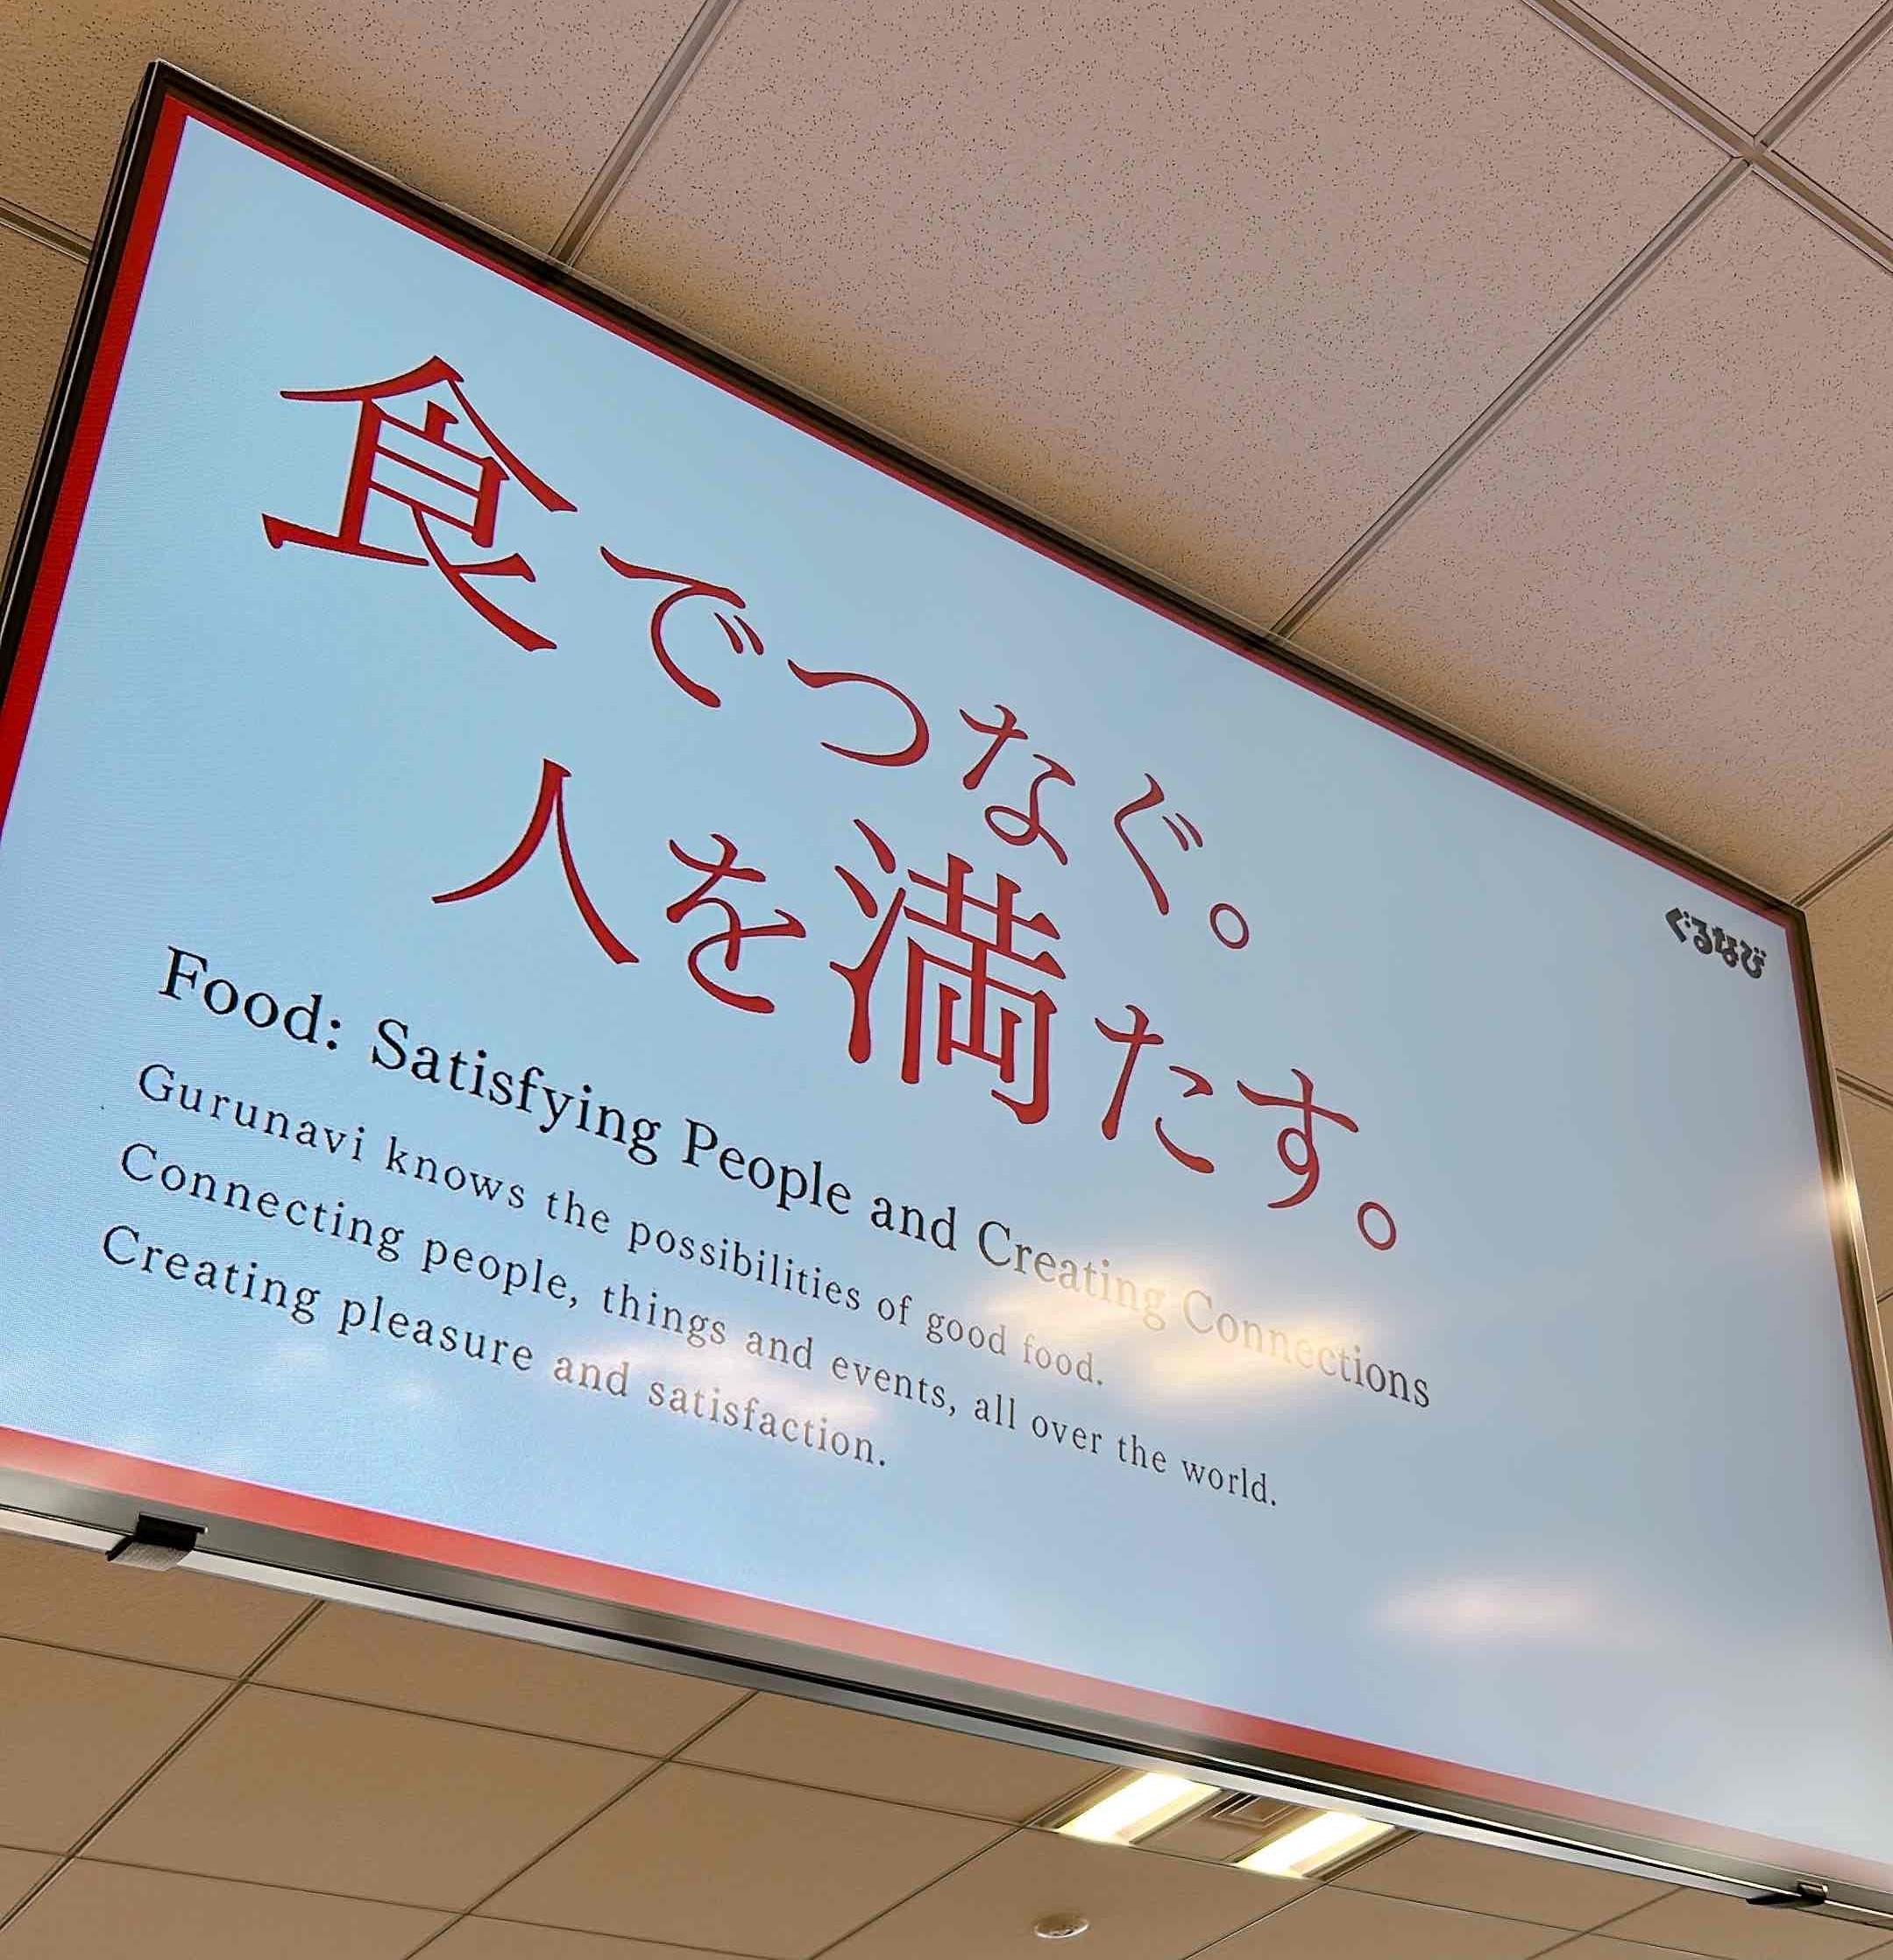 食でつなぐ。
人を満たす。
ぐるなび
Food: Satisfying People and Creating Connections
Gurunavi knows the possibilities of good food.
Connecting people, things and events, all over the world.
Creating pleasure and satisfaction.